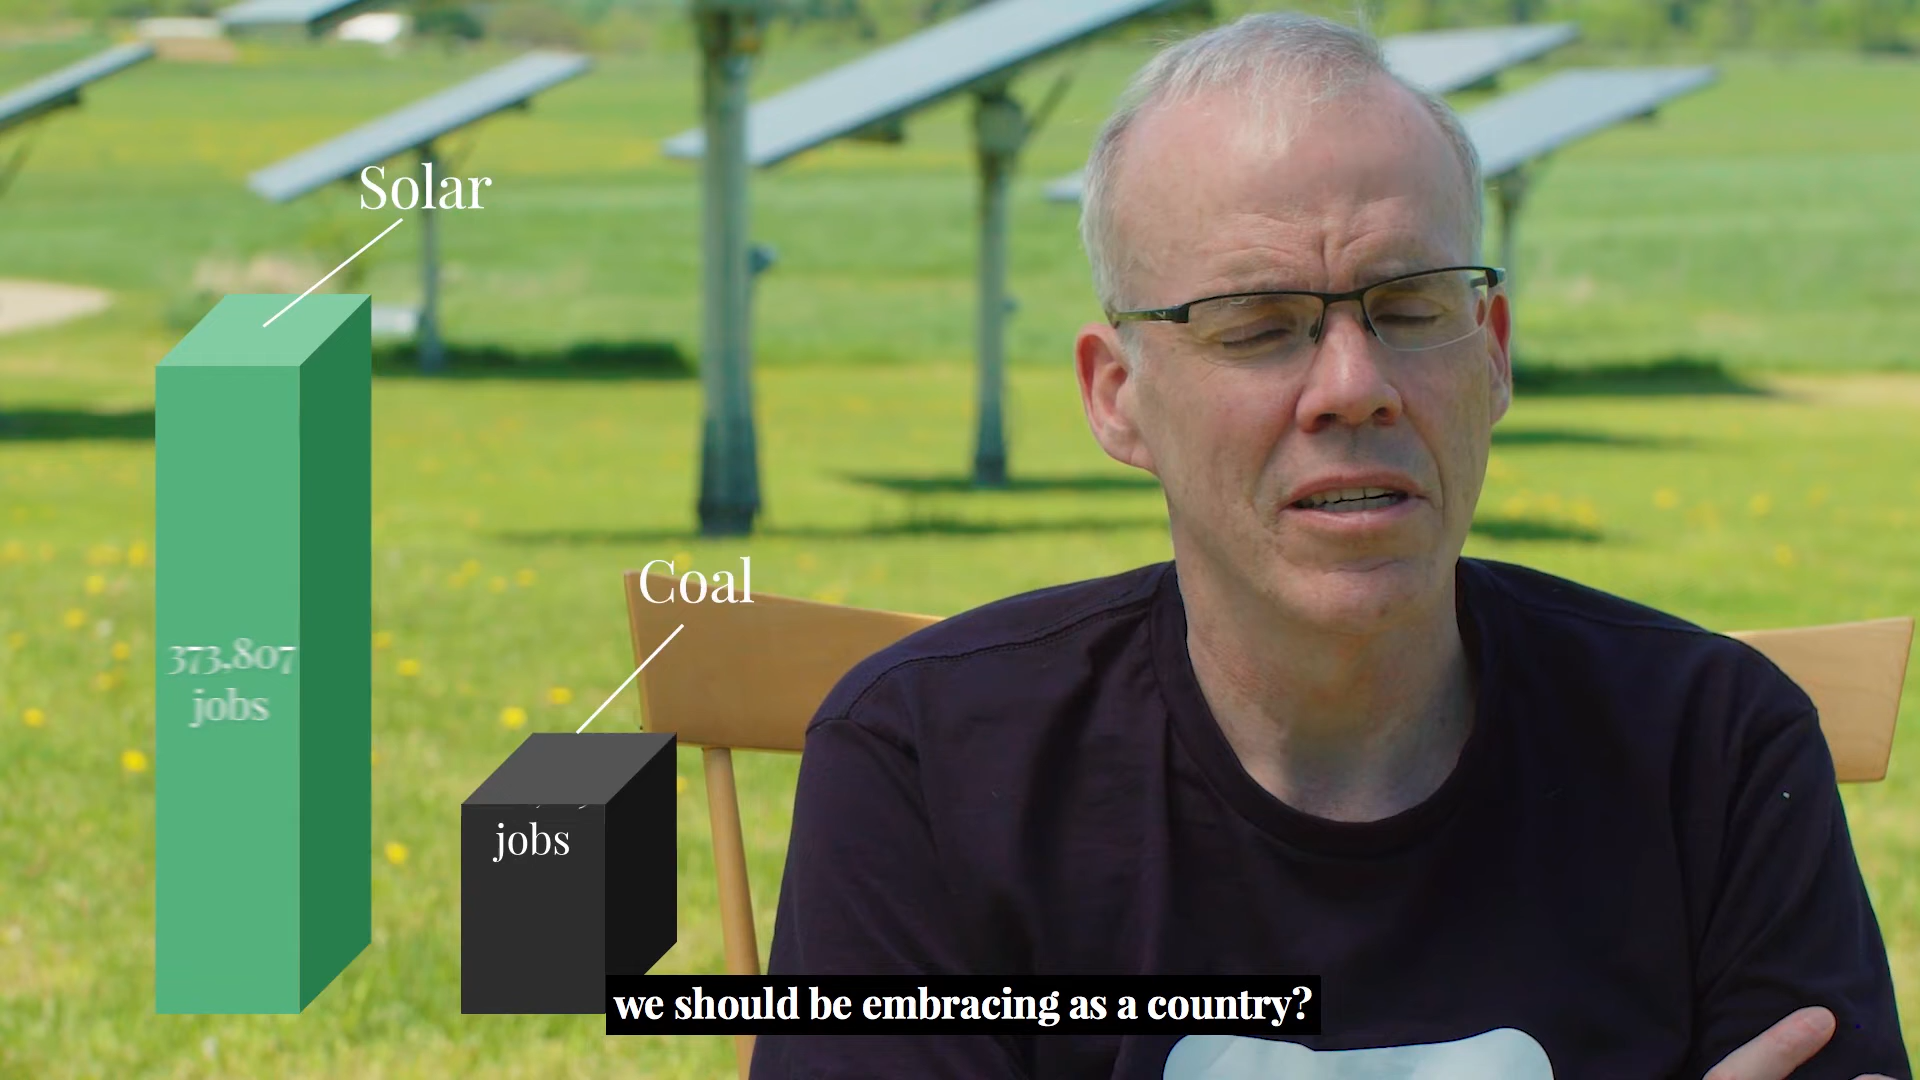 Solar
373,807
jobs
Coal
jobs
we should be embracing as a country?